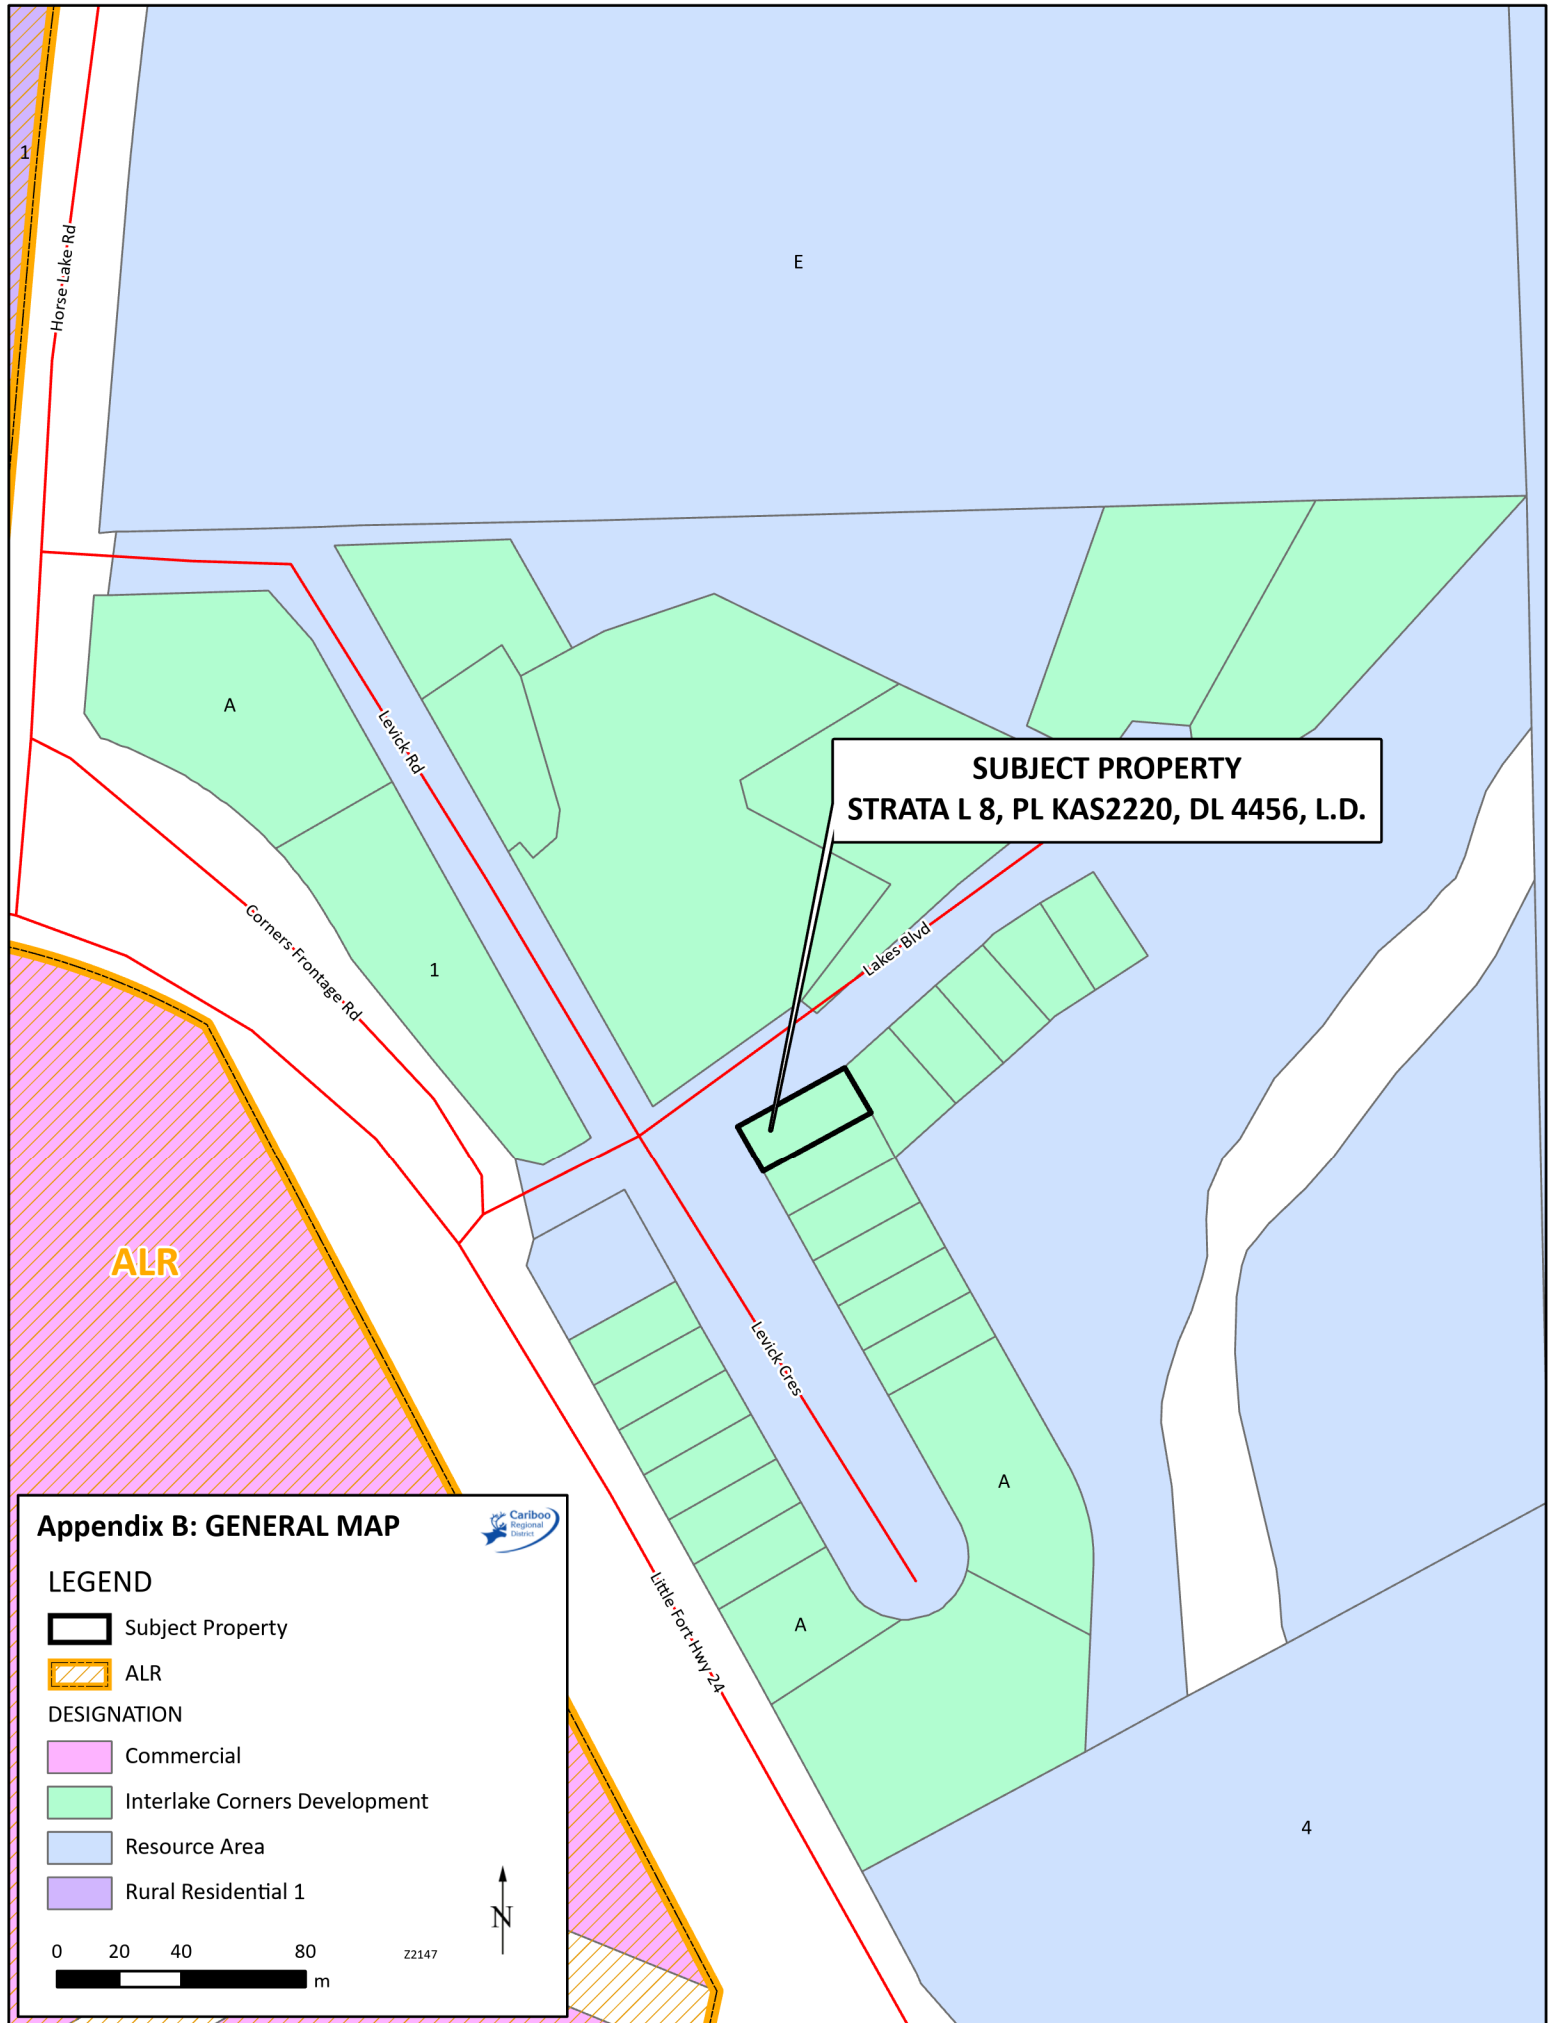 1
Horse Lake Rd
E
A
Levick Rd
SUBJECT PROPERTY
STRATA L 8, PL KAS2220, DL 4456, L.D.
Corners Frontage Rd
1
Lakes Blvd
ALR
Levick Cres
A
A
Little Fort Hwy 24
4
Appendix B: GENERAL MAP
Cariboo
Regional
District
LEGEND
Subject Property
ALR
DESIGNATION
Commercial
Interlake Corners Development
Resource Area
Rural Residential 1
N
0 20 40 80
m
Z2147